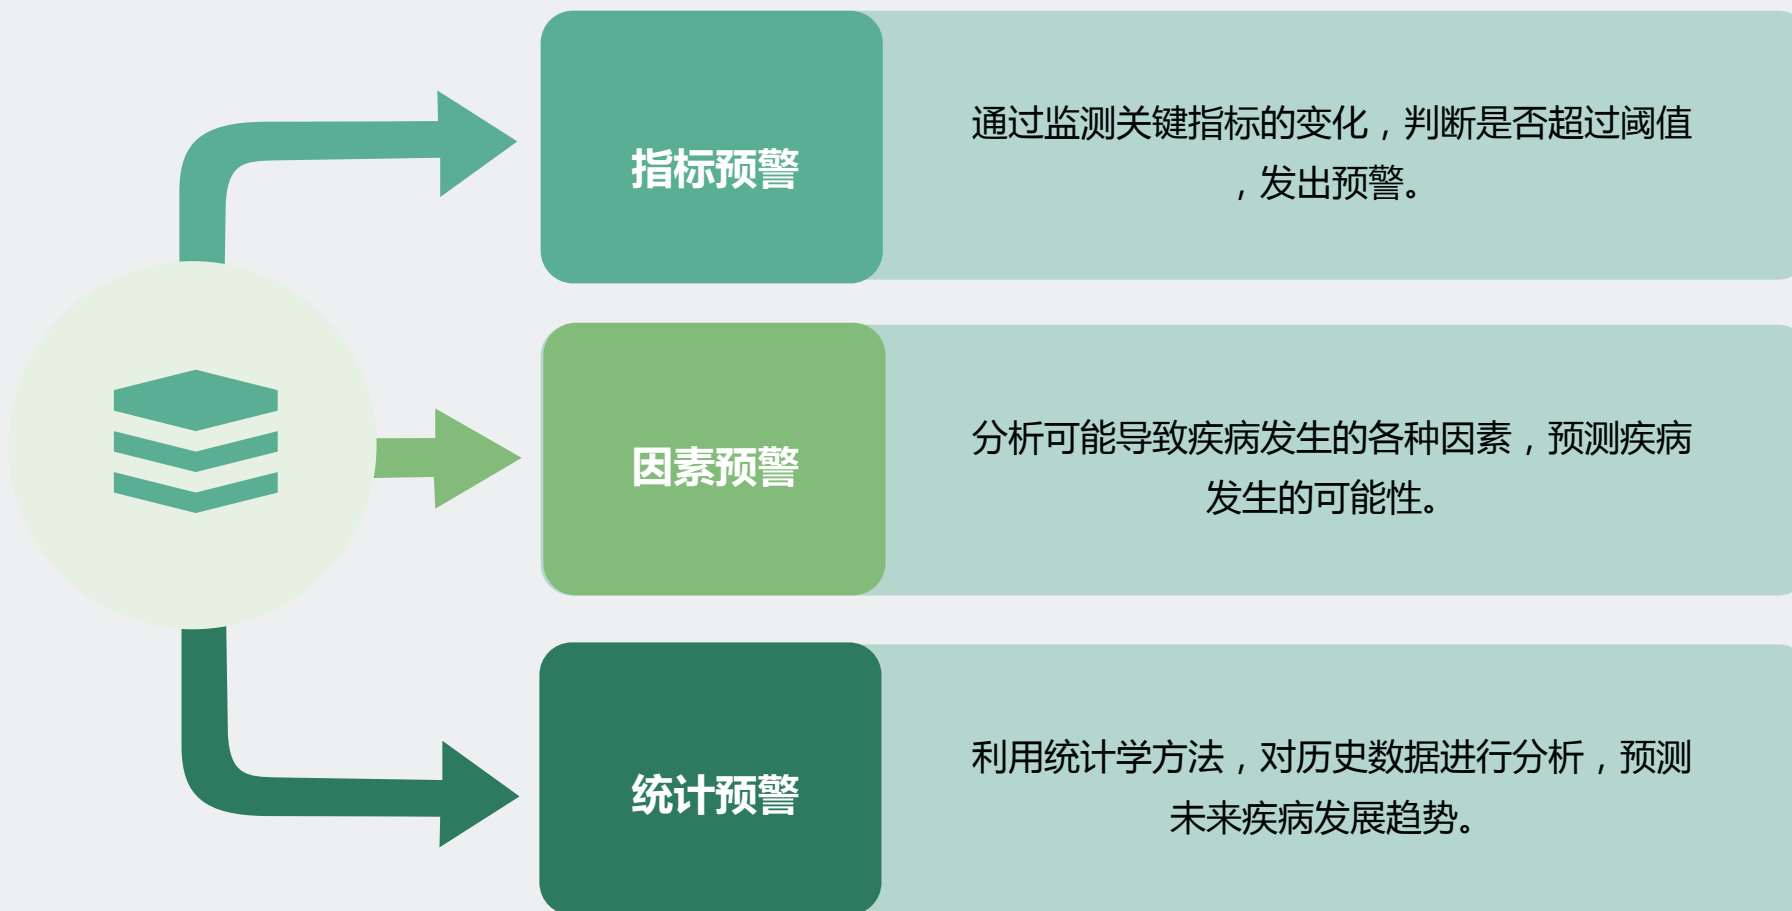 指标预警
通过监测关键指标的变化，判断是否超过阈值
，发出预警。
因素预警
分析可能导致疾病发生的各种因素，预测疾病
发生的可能性。
统计预警
利用统计学方法，对历史数据进行分析，预测
未来疾病发展趋势。